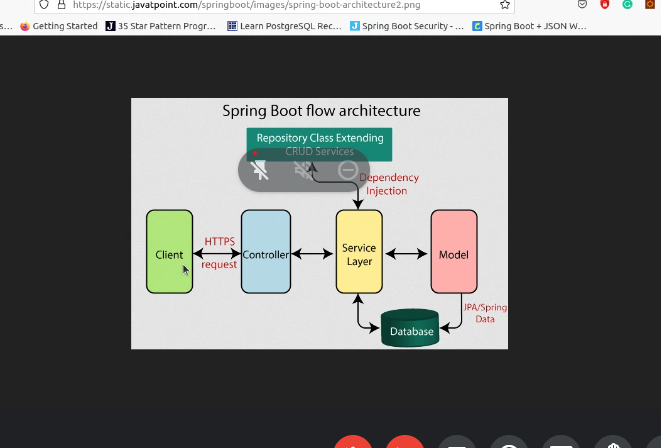 https://static.javatpoint.com/springboot/images/spring-boot-architecture2.png
s… Getting Started 35 Star Pattern Progr… Learn PostgreSQL Rec… Spring Boot Security - … Spring Boot + JSON W…
Spring Boot flow architecture
Repository Class Extending
CRUD Services
Dependency
Injection
HTTPS
request
Client
Controller
Service
Layer
Model
JPA/Spring
Data
Database